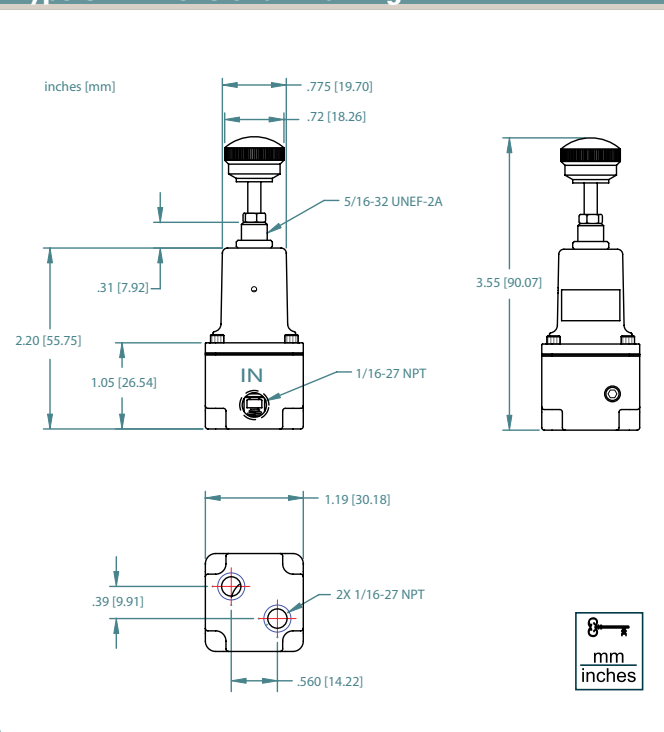 inches [mm]
.775 [19.70]
.72 [18.26]
5/16-32 UNEF-2A
.31 [7.92]
3.55 [90.07]
2.20 [55.75]
1.05 [26.54]
IN
1/16-27 NPT
1.19 [30.18]
.39 [9.91]
2X 1/16-27 NPT
.560 [14.22]
mm
inches